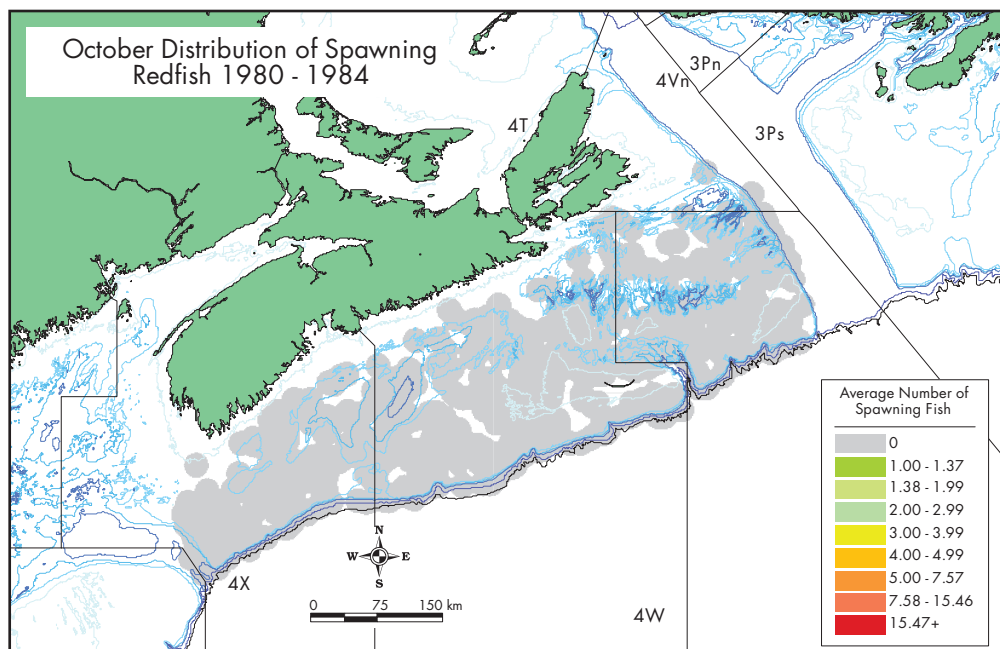 October Distribution of Spawning
Redfish 1980 - 1984
3Pn
4Vn
4T
3Ps
Average Number of
Spawning Fish
0
1.00 - 1.37
1.38 - 1.99
2.00 - 2.99
3.00 - 3.99
4.00 - 4.99
5.00 - 7.57
7.58 - 15.46
15.47+
N
W E
S
4X
0 75 150 km
4W